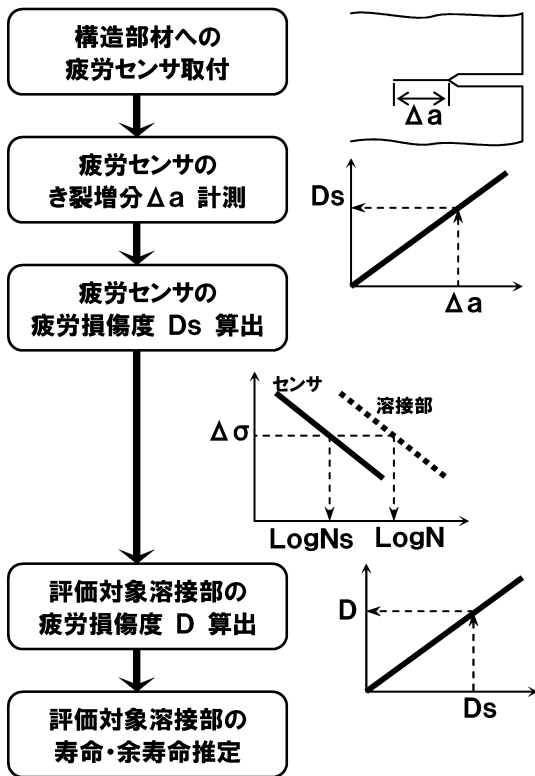 構造部材への
疲労センサ取付
Δa
疲労センサの
き裂増分Δa 計測
Ds
Δa
疲労センサの
疲労損傷度 Ds 算出
センサ
溶接部
Δσ
LogNs
LogN
評価対象溶接部の
疲労損傷度 D 算出
D
Ds
評価対象溶接部の
寿命・余寿命推定